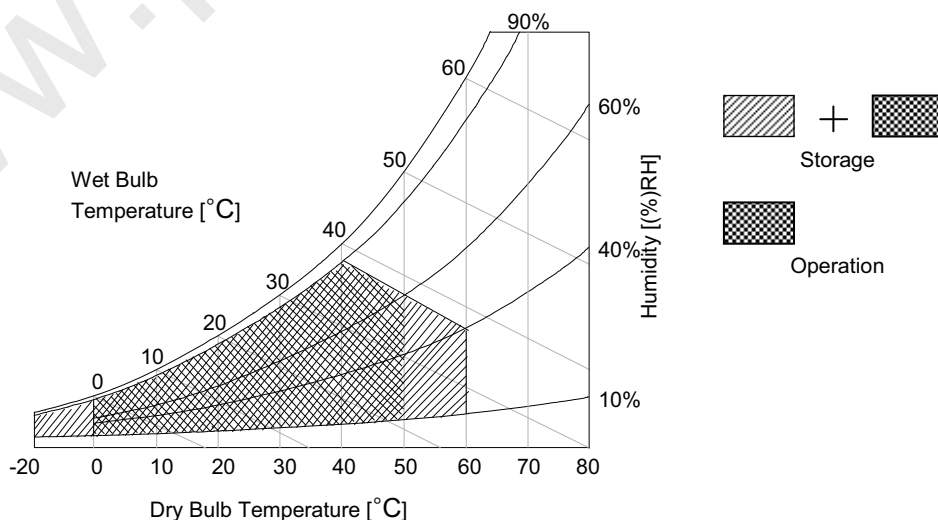 w.
90%
60
60%
50
Wet Bulb
Temperature [°C]
Storage
Humidity [(%)RH]
40
40%
30
20
Operation
10
0
10%
-20 0 10 20 30 40 50 60 70 80
Dry Bulb Temperature [°C]